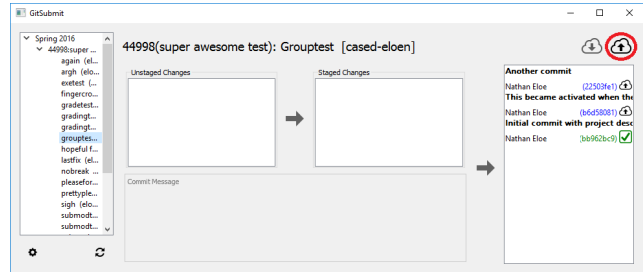 GitSubmit
Spring 2016
44998:super ...
again (el...
argh (elo...
exetest (...
fingercro...
gradetest...
gradingt...
gradingt...
grouptes...
hopeful f...
lastfix (el...
nobreak ...
pleasefor...
prettyple...
sigh (elo...
submodt...
submodt...
44998(super awesome test): Grouptest [cased-eloen]
Unstaged Changes
Staged Changes
Commit Message
Another commit
Nathan Eloe (22503fe1)
This became activated when the
Nathan Eloe (b6d58081)
Initial commit with project desc
Nathan Eloe (bb962bc9)